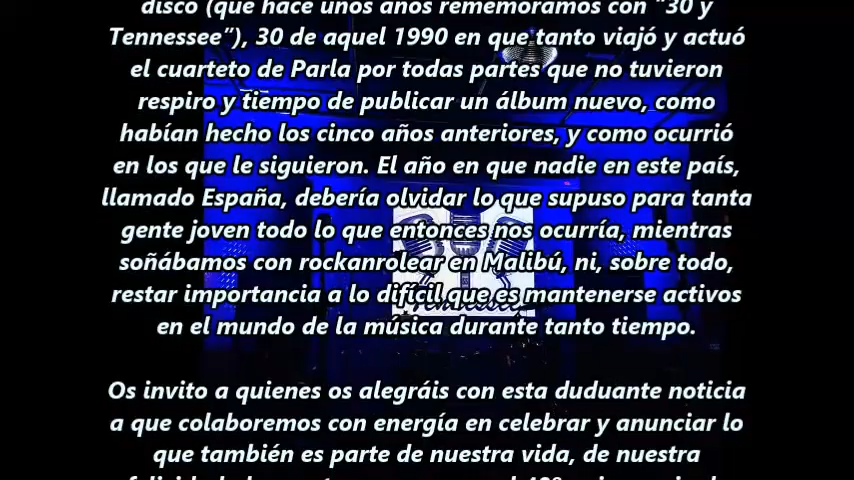 disco (que hace unos años rememoramos con "30 y
Tennessee"), 30 de aquel 1990 en que tanto viajó y actuó
el cuarteto de Parla por todas partes que no tuvieron
respiro y tiempo de publicar un álbum nuevo, como
habían hecho los cinco años anteriores, y como ocurrió
en los que le siguieron. El año en que nadie en este país,
llamado España, debería olvidar lo que supuso para tanta
gente joven todo lo que entonces nos ocurría, mientras
soñábamos con rockanrolear en Malibú, ni, sobre todo,
restar importancia a lo difícil que es mantenerse activos
en el mundo de la música durante tanto tiempo.
Os invito a quienes os alegráis con esta duduante noticia
a que colaboremos con energía en celebrar y anunciar lo
que también es parte de nuestra vida, de nuestra